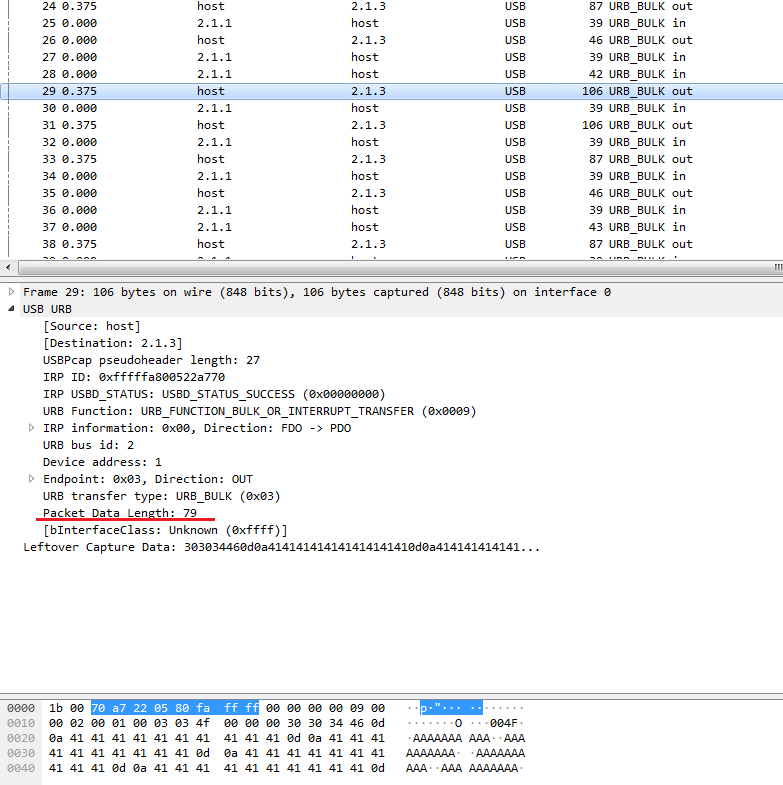 24 0.375 host 2.1.3 USB 87 URB_BULK out
25 0.000 2.1.1 host USB 39 URB_BULK in
26 0.000 host 2.1.3 USB 46 URB_BULK out
27 0.000 2.1.1 host USB 39 URB_BULK in
28 0.000 2.1.1 host USB 42 URB_BULK in
29 0.375 host 2.1.3 USB 106 URB_BULK out
30 0.000 2.1.1 host USB 39 URB_BULK in
31 0.375 host 2.1.3 USB 106 URB_BULK out
32 0.000 2.1.1 host USB 39 URB_BULK in
33 0.375 host 2.1.3 USB 87 URB_BULK out
34 0.000 2.1.1 host USB 39 URB_BULK in
35 0.000 host 2.1.3 USB 46 URB_BULK out
36 0.000 2.1.1 host USB 39 URB_BULK in
37 0.000 2.1.1 host USB 43 URB_BULK in
38 0.375 host 2.1.3 USB 87 URB_BULK out
Frame 29: 106 bytes on wire (848 bits), 106 bytes captured (848 bits) on interface 0
USB URB
[Source: host]
[Destination: 2.1.3]
USBPcap pseudoheader length: 27
IRP ID: 0xfffffa800522a770
IRP USBD_STATUS: USBD_STATUS_SUCCESS (0x00000000)
URB Function: URB_FUNCTION_BULK_OR_INTERRUPT_TRANSFER (0x0009)
IRP information: 0x00, Direction: FDO -> PDO
URB bus id: 2
Device address: 1
Endpoint: 0x03, Direction: OUT
URB transfer type: URB_BULK (0x03)
Packet Data Length: 79
[bInterfaceClass: Unknown (0xffff)]
Leftover Capture Data: 303034460d0a414141414141414141410d0a414141414141...
0000 1b 00 70 a7 22 05 80 fa ff ff 00 00 00 00 09 00 ··p·"··· ········
0010 00 02 00 01 00 03 03 4f 00 00 00 30 30 34 46 0d ·······O ···004F·
0020 0a 41 41 41 41 41 41 41 41 41 41 0d 0a 41 41 41 ·AAAAAAA AAA··AAA
0030 41 41 41 41 41 41 41 0d 0a 41 41 41 41 41 41 41 AAAAAAA· ·AAAAAAA
0040 41 41 41 0d 0a 41 41 41 41 41 41 41 41 41 41 0d AAA··AAA AAAAAAA·